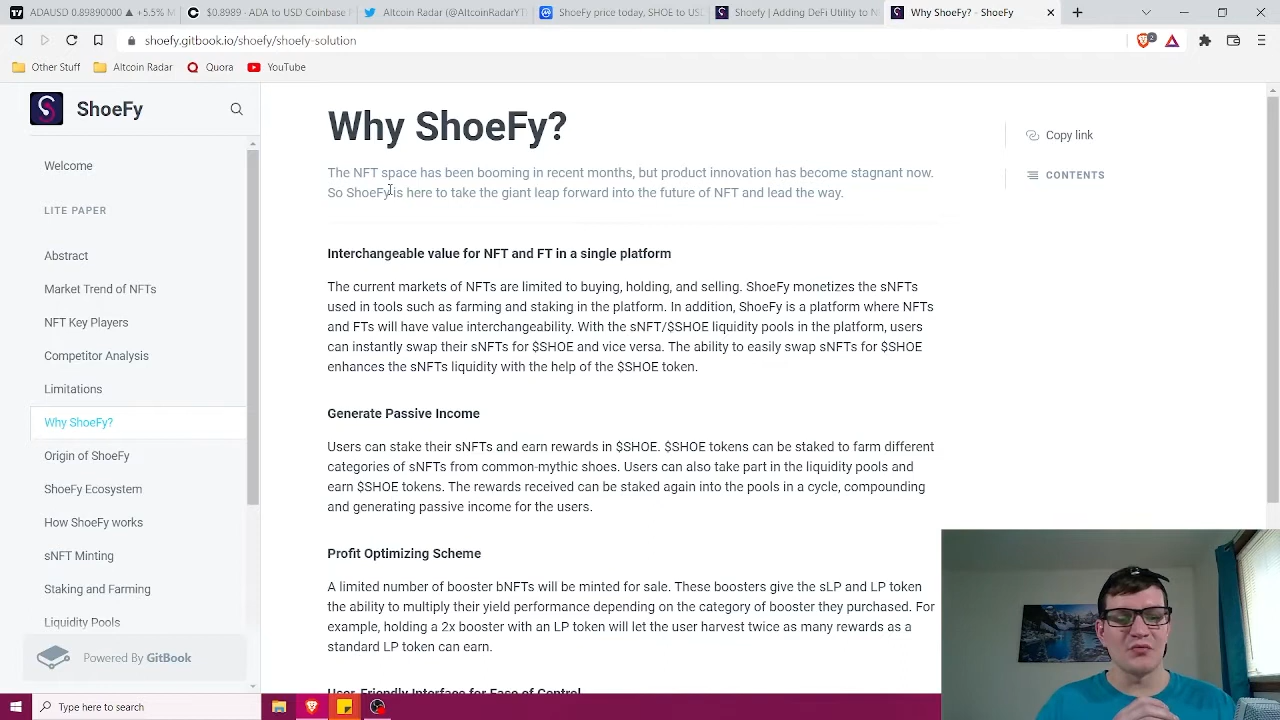 ADAUSD 0.89890000 ▲ +5.5% M
$0.8989 - ADA to USD Coinbase
Altcoin Radar (@AltcoinRadarYT
ShoeFy price today, SHOE to USD
Shoefy | Adding DeFi Utility to N
Why ShoeFy? - ShoeFy
shoefy.gitbook.io/shoefy/shoefy-solution
2
Other Stuff
Altcoin Radar
Quora
YouTube
ShoeFy
Welcome
LITE PAPER
Abstract
Market Trend of NFTs
NFT Key Players
Competitor Analysis
Limitations
Why ShoeFy?
Origin of ShoeFy
ShoeFy Ecosystem
How ShoeFy works
sNFT Minting
Staking and Farming
Liquidity Pools
Powered By GitBook
Why ShoeFy?
The NFT space has been booming in recent months, but product innovation has become stagnant now.
So ShoeFy is here to take the giant leap forward into the future of NFT and lead the way.
Interchangeable value for NFT and FT in a single platform
The current markets of NFTs are limited to buying, holding, and selling. ShoeFy monetizes the sNFTs
used in tools such as farming and staking in the platform. In addition, ShoeFy is a platform where NFTs
and FTs will have value interchangeability. With the sNFT/$SHOE liquidity pools in the platform, users
can instantly swap their sNFTs for $SHOE and vice versa. The ability to easily swap sNFTs for $SHOE
enhances the sNFTs liquidity with the help of the $SHOE token.
Generate Passive Income
Users can stake their sNFTs and earn rewards in $SHOE. $SHOE tokens can be staked to farm different
categories of sNFTs from common-mythic shoes. Users can also take part in the liquidity pools and
earn $SHOE tokens. The rewards received can be staked again into the pools in a cycle, compounding
and generating passive income for the users.
Profit Optimizing Scheme
A limited number of booster bNFTs will be minted for sale. These boosters give the sLP and LP token
the ability to multiply their yield performance depending on the category of booster they purchased. For
example, holding a 2x booster with an LP token will let the user harvest twice as many rewards as a
standard LP token can earn.
User-Friendly Interface for Ease of Control
Copy link
CONTENTS
Type here to search